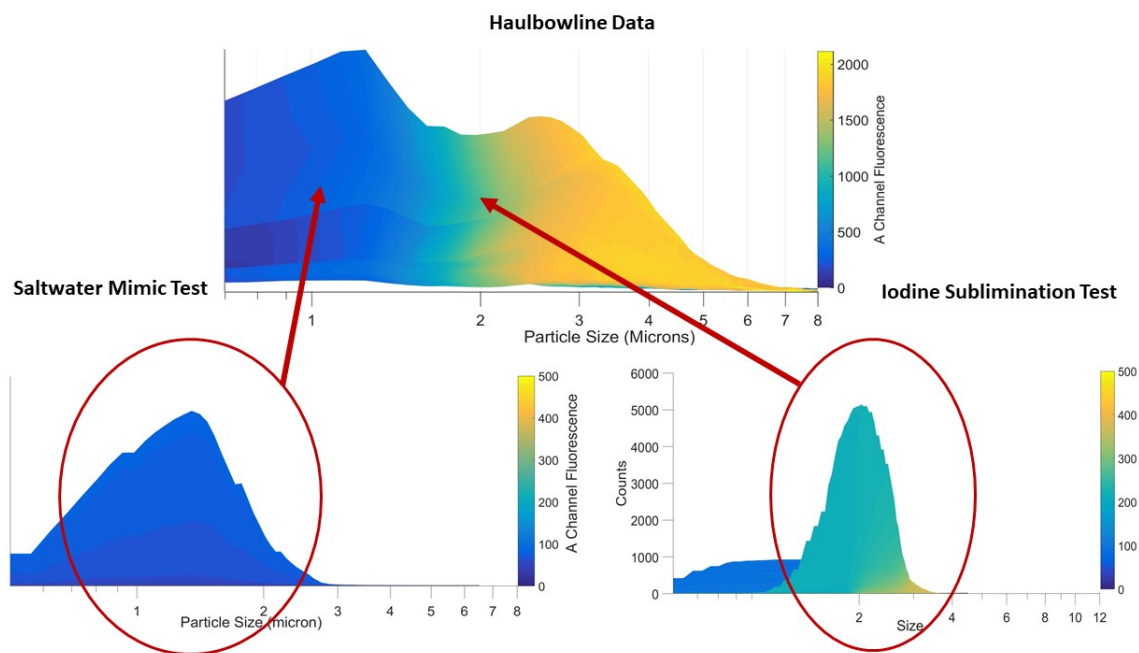 Haulbowline Data
2000
1500
1000
500
0
A Channel Fluorescence
1 2 3 4 5 6 7 8
Particle Size (Microns)
Saltwater Mimic Test
Iodine Sublimination Test
500
400
300
200
100
0
A Channel Fluorescence
1 2 3 4 5 6 7 8
Particle Size (micron)
6000
5000
4000
3000
2000
1000
0
Counts
2 4 6 8 10 12
Size
500
400
300
200
100
0